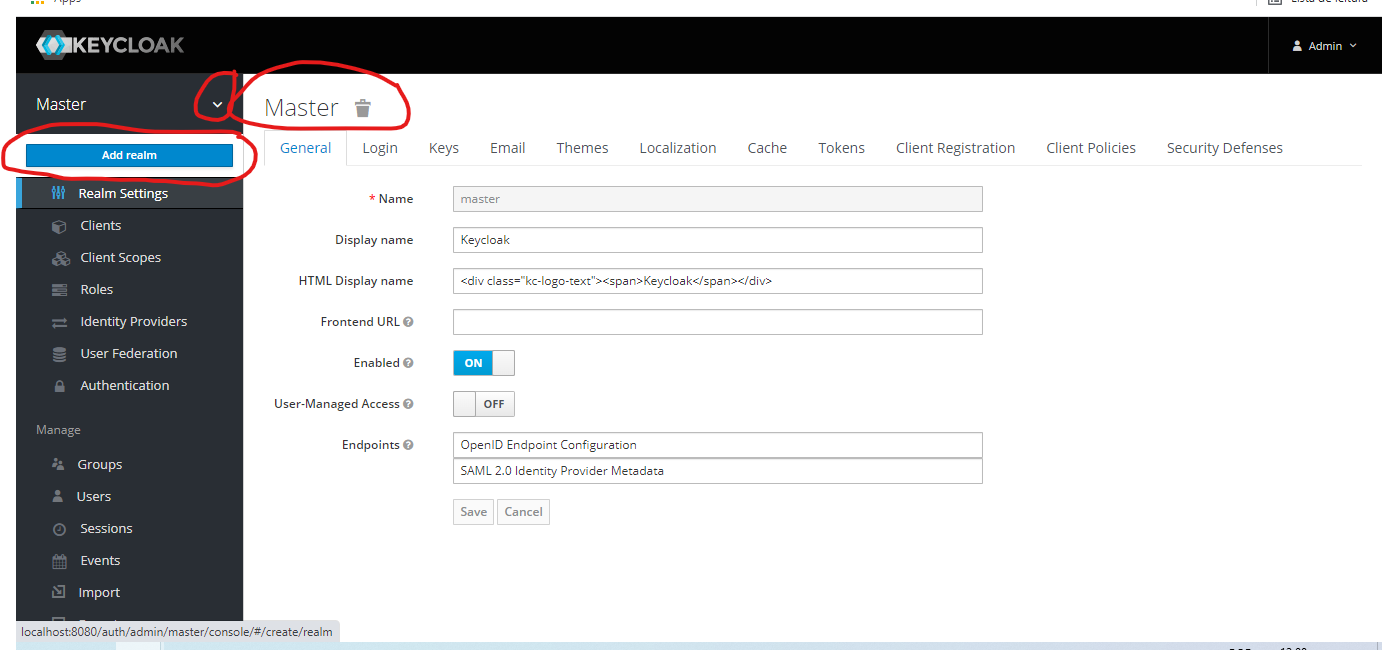 Apps
Lista de leitura
KEYCLOAK
Admin
Master
Add realm
Realm Settings
Clients
Client Scopes
Roles
Identity Providers
User Federation
Authentication
Manage
Groups
Users
Sessions
Events
Import
Master
General Login Keys Email Themes Localization Cache Tokens Client Registration Client Policies Security Defenses
* Name master
Display name Keycloak
HTML Display name <div class="kc-logo-text"><span>Keycloak</span></div>
Frontend URL
Enabled ON
User-Managed Access OFF
Endpoints OpenID Endpoint Configuration
SAML 2.0 Identity Provider Metadata
Save Cancel
localhost:8080/auth/admin/master/console/#/create/realm